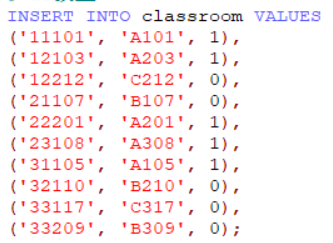 INSERT INTO classroom VALUES
('11101', 'A101', 1),
('12103', 'A203', 1),
('12212', 'C212', 0),
('21107', 'B107', 0),
('22201', 'A201', 1),
('23108', 'A308', 1),
('31105', 'A105', 1),
('32110', 'B210', 0),
('33117', 'C317', 0),
('33209', 'B309', 0);